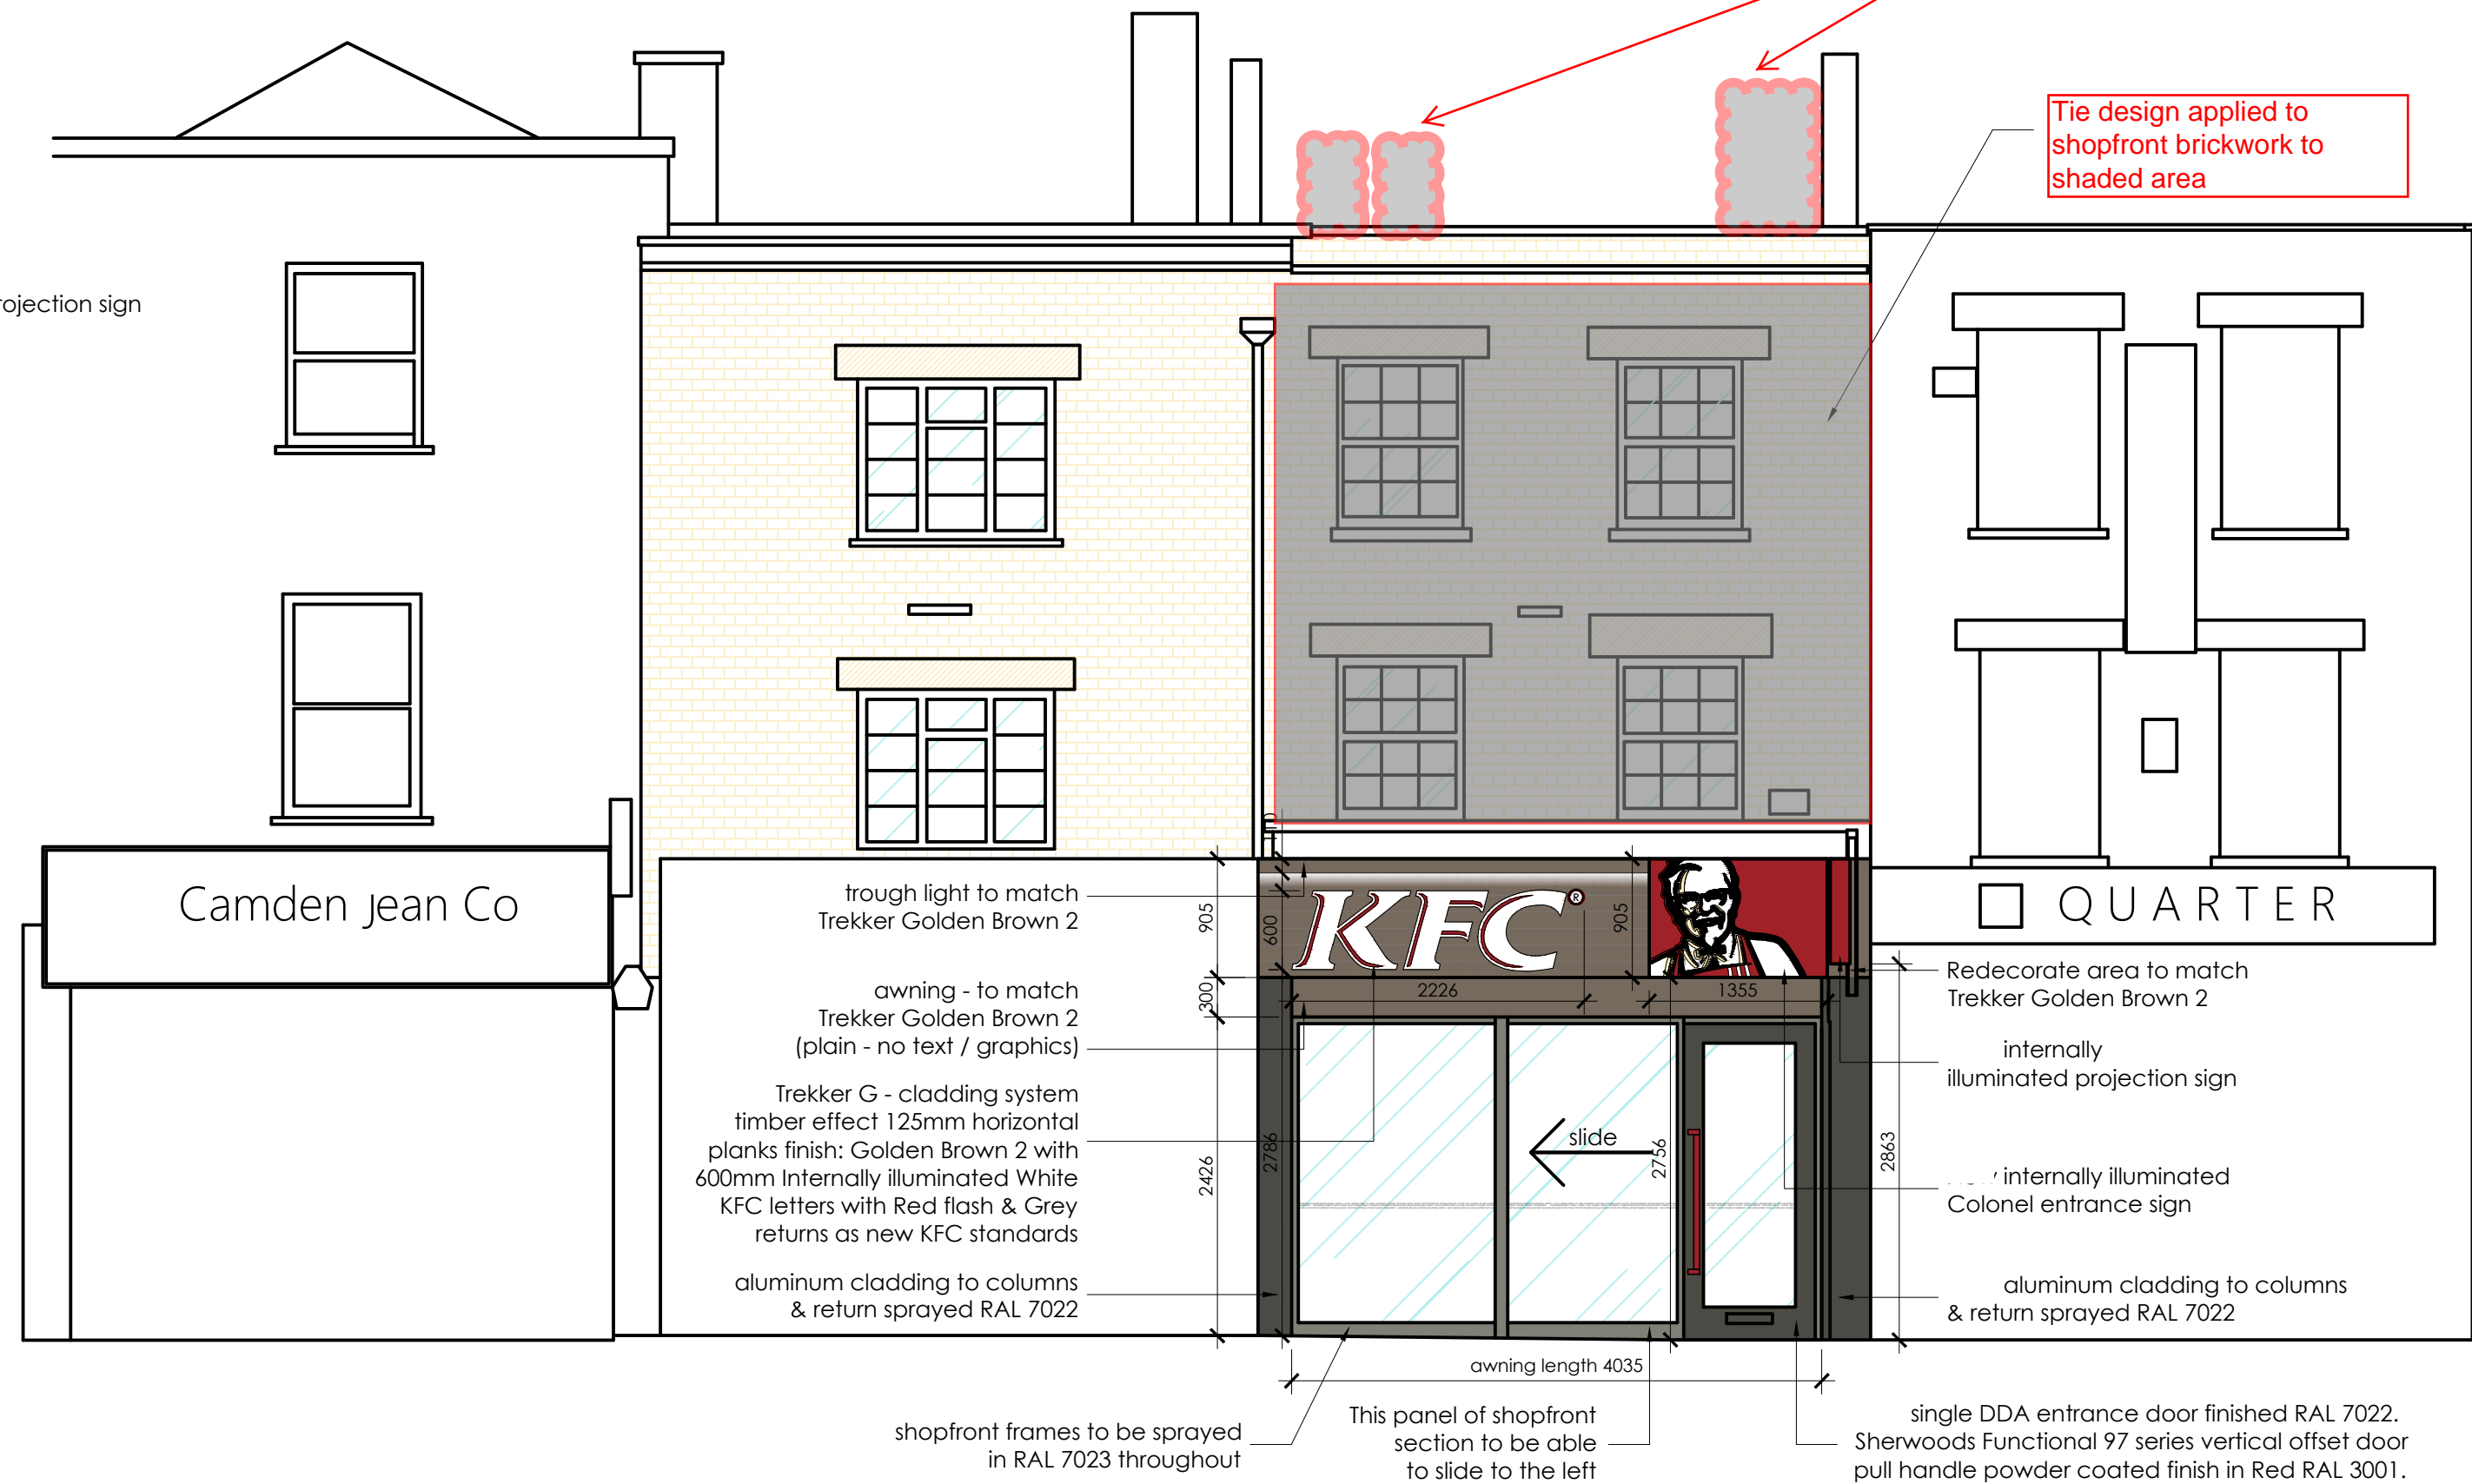 Tie design applied to
shopfront brickwork to
shaded area
rojection sign
Camden Jean Co
KFC®
QUARTER
trough light to match
Trekker Golden Brown 2
awning - to match
Trekker Golden Brown 2
(plain - no text / graphics)
Trekker G - cladding system
timber effect 125mm horizontal
planks finish: Golden Brown 2 with
600mm Internally illuminated White
KFC letters with Red flash & Grey
returns as new KFC standards
aluminum cladding to columns
& return sprayed RAL 7022
905
600
300
2426
2786
905
2226
1355
slide
2756
2863
Redecorate area to match
Trekker Golden Brown 2
internally
illuminated projection sign
internally illuminated
Colonel entrance sign
aluminum cladding to columns
& return sprayed RAL 7022
awning length 4035
shopfront frames to be sprayed
in RAL 7023 throughout
This panel of shopfront
section to be able
to slide to the left
single DDA entrance door finished RAL 7022.
Sherwoods Functional 97 series vertical offset door
pull handle powder coated finish in Red RAL 3001.